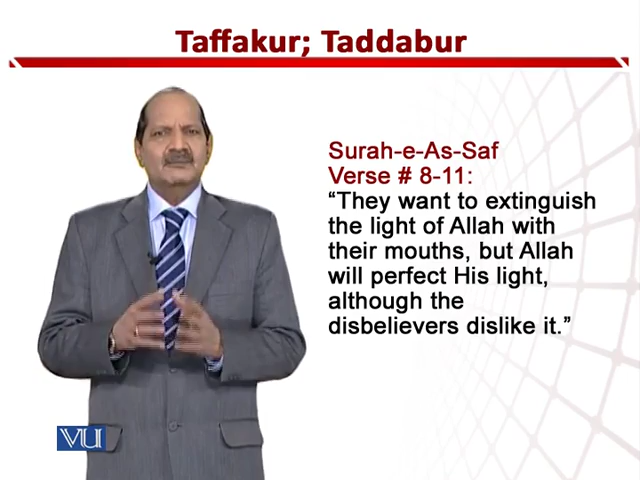 Taffakur; Taddabur
Surah-e-As-Saf
Verse # 8-11:
“They want to extinguish
the light of Allah with
their mouths, but Allah
will perfect His light,
although the
disbelievers dislike it.”
VU